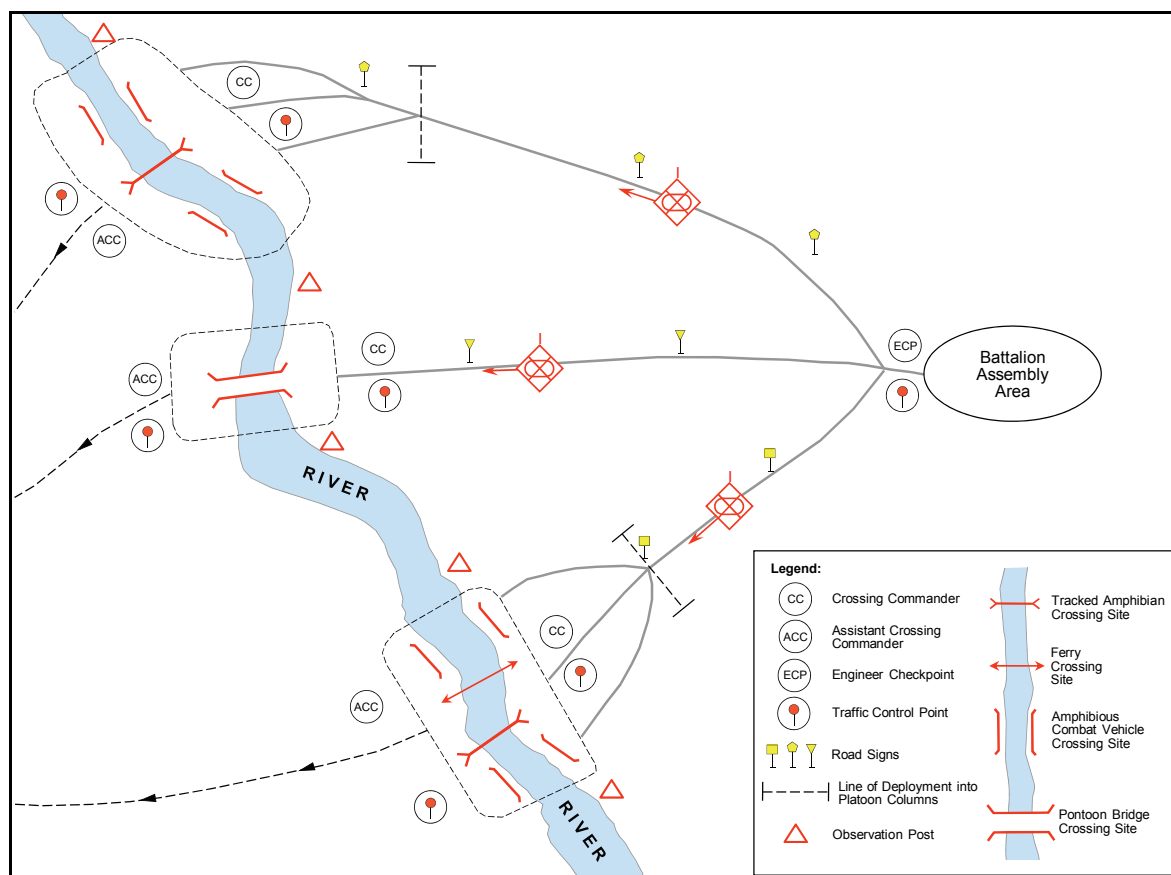 CC
ACC
CC
ACC
ECP
Battalion
Assembly
Area
RIVER
CC
ACC
RIVER
Legend:
CC
Crossing Commander
ACC
Assistant Crossing
Commander
ECP
Engineer Checkpoint
Traffic Control Point
Road Signs
Line of Deployment into
Platoon Columns
Observation Post
Tracked Amphibian
Crossing Site
Ferry
Crossing
Site
Amphibious
Combat Vehicle
Crossing Site
Pontoon Bridge
Crossing Site